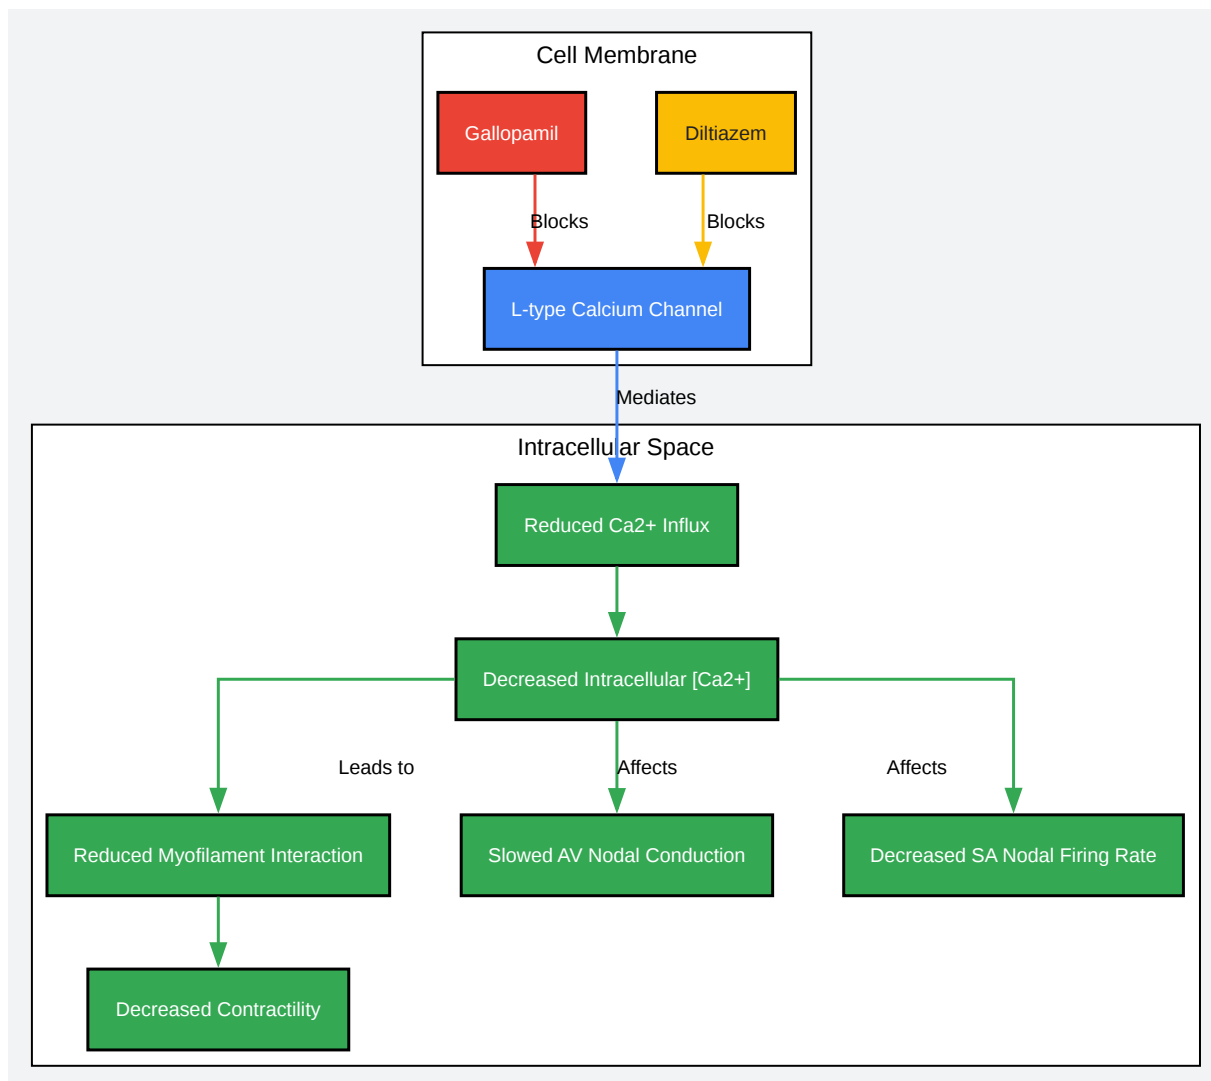 Cell Membrane
Gallopamil
Diltiazem
Blocks
Blocks
L-type Calcium Channel
Mediates
Intracellular Space
Reduced Ca2+ Influx
Decreased Intracellular [Ca2+]
Leads to
Affects
Affects
Reduced Myofilament Interaction
Slowed AV Nodal Conduction
Decreased SA Nodal Firing Rate
Decreased Contractility